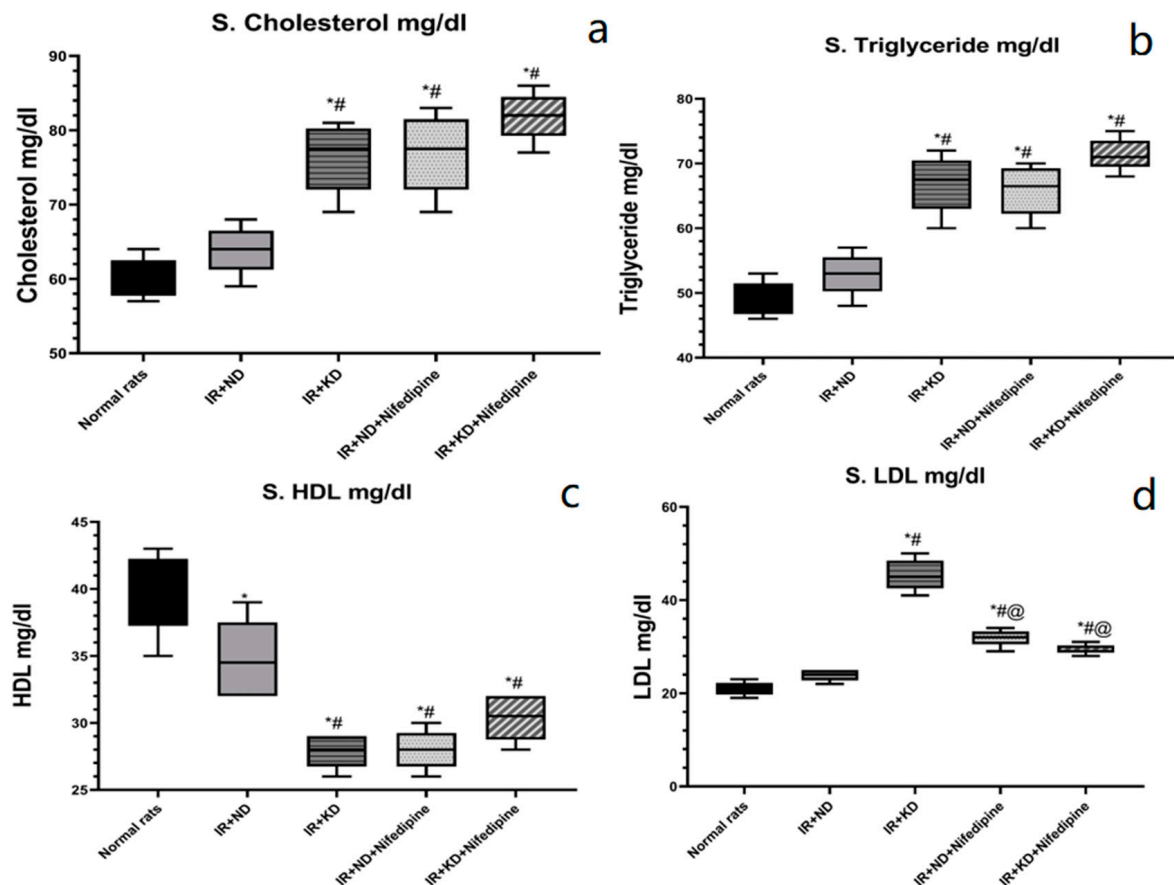 S. Cholesterol mg/dl
a
Cholesterol mg/dl
90
80
70
60
50
*#
*#
*#
Normal rats
IR+ND
IR+KD
IR+ND+Nifedipine
IR+KD+Nifedipine
S. Triglyceride mg/dl
b
Triglyceride mg/dl
80
70
60
50
40
*#
*#
*#
Normal rats
IR+ND
IR+KD
IR+ND+Nifedipine
IR+KD+Nifedipine
S. HDL mg/dl
c
HDL mg/dl
45
40
35
30
25
*
*#
*#
*#
Normal rats
IR+ND
IR+KD
IR+ND+Nifedipine
IR+KD+Nifedipine
S. LDL mg/dl
d
LDL mg/dl
60
40
20
0
*#
*#@
*#@
Normal rats
IR+ND
IR+KD
IR+ND+Nifedipine
IR+KD+Nifedipine